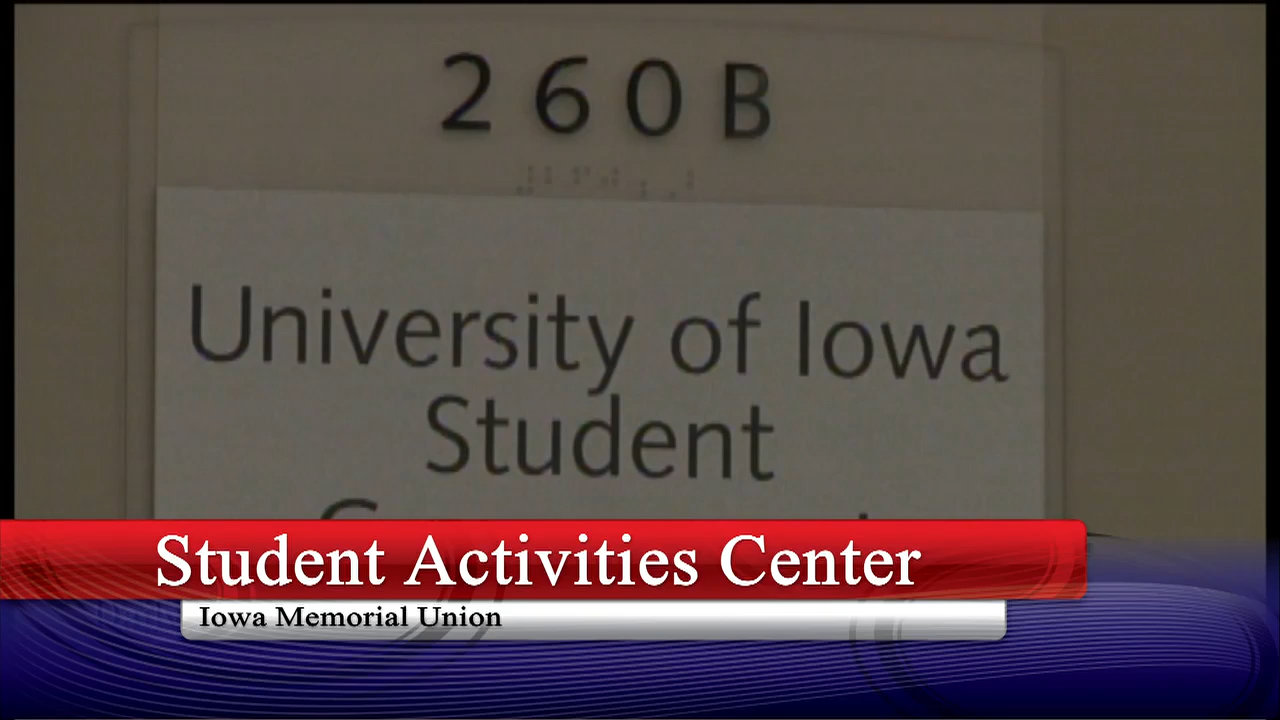 260B
University of Iowa
Student
Student Activities Center
Iowa Memorial Union